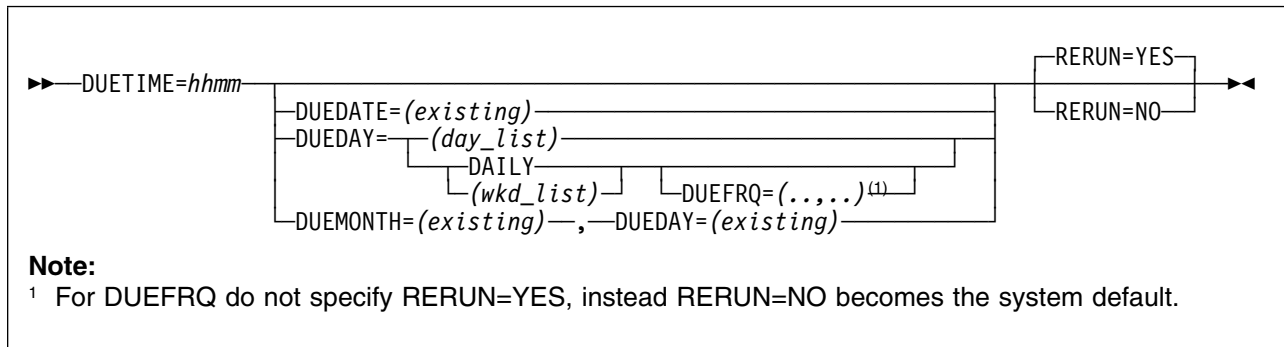 RERUN=YES
DUETIME=hhmm
DUEDATE=(existing) RERUN=NO
DUEDAY= (day_list)
DAILY
(wkd_list) DUEFRQ=(..,..)(1)
DUEMONTH=(existing) , DUEDAY=(existing)
Note:
1 For DUEFRQ do not specify RERUN=YES, instead RERUN=NO becomes the system default.